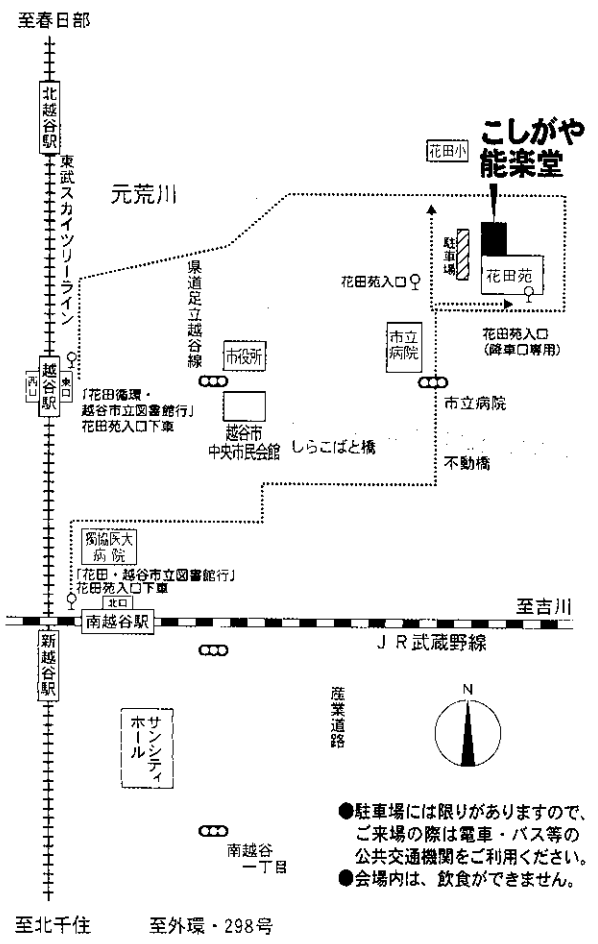 至春日部
北越谷駅
東武スカイツリーライン
元荒川
花田小
こしがや
能楽堂
駐車場
花田苑
花田苑入口
花田苑入口
(降車口専用)
県道足立越谷線
市役所
市立
病院
市立病院
西口
越谷駅
東口
「花田循環・
越谷市立図書館行」
花田苑入口下車
越谷市
中央市民会館
しらこばと橋
不動橋
獨協医大
病院
「花田・越谷市立図書館行」
花田苑入口下車
北口
南越谷駅
至吉川
JR武蔵野線
新越谷駅
サンシティ
ホール
産業道路
N
●駐車場には限りがありますので、
ご来場の際は電車・バス等の
公共交通機関をご利用ください。
●会場内は、飲食ができません。
南越谷
一丁目
至北千住
至外環・298号